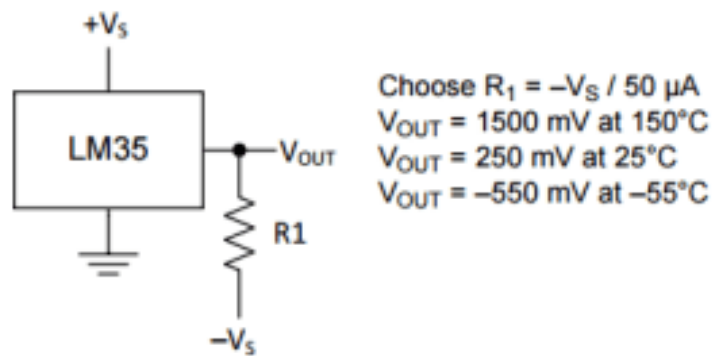 +VS
LM35
VOUT
R1
–VS
Choose R1 = –VS / 50 µA
VOUT = 1500 mV at 150°C
VOUT = 250 mV at 25°C
VOUT = –550 mV at –55°C